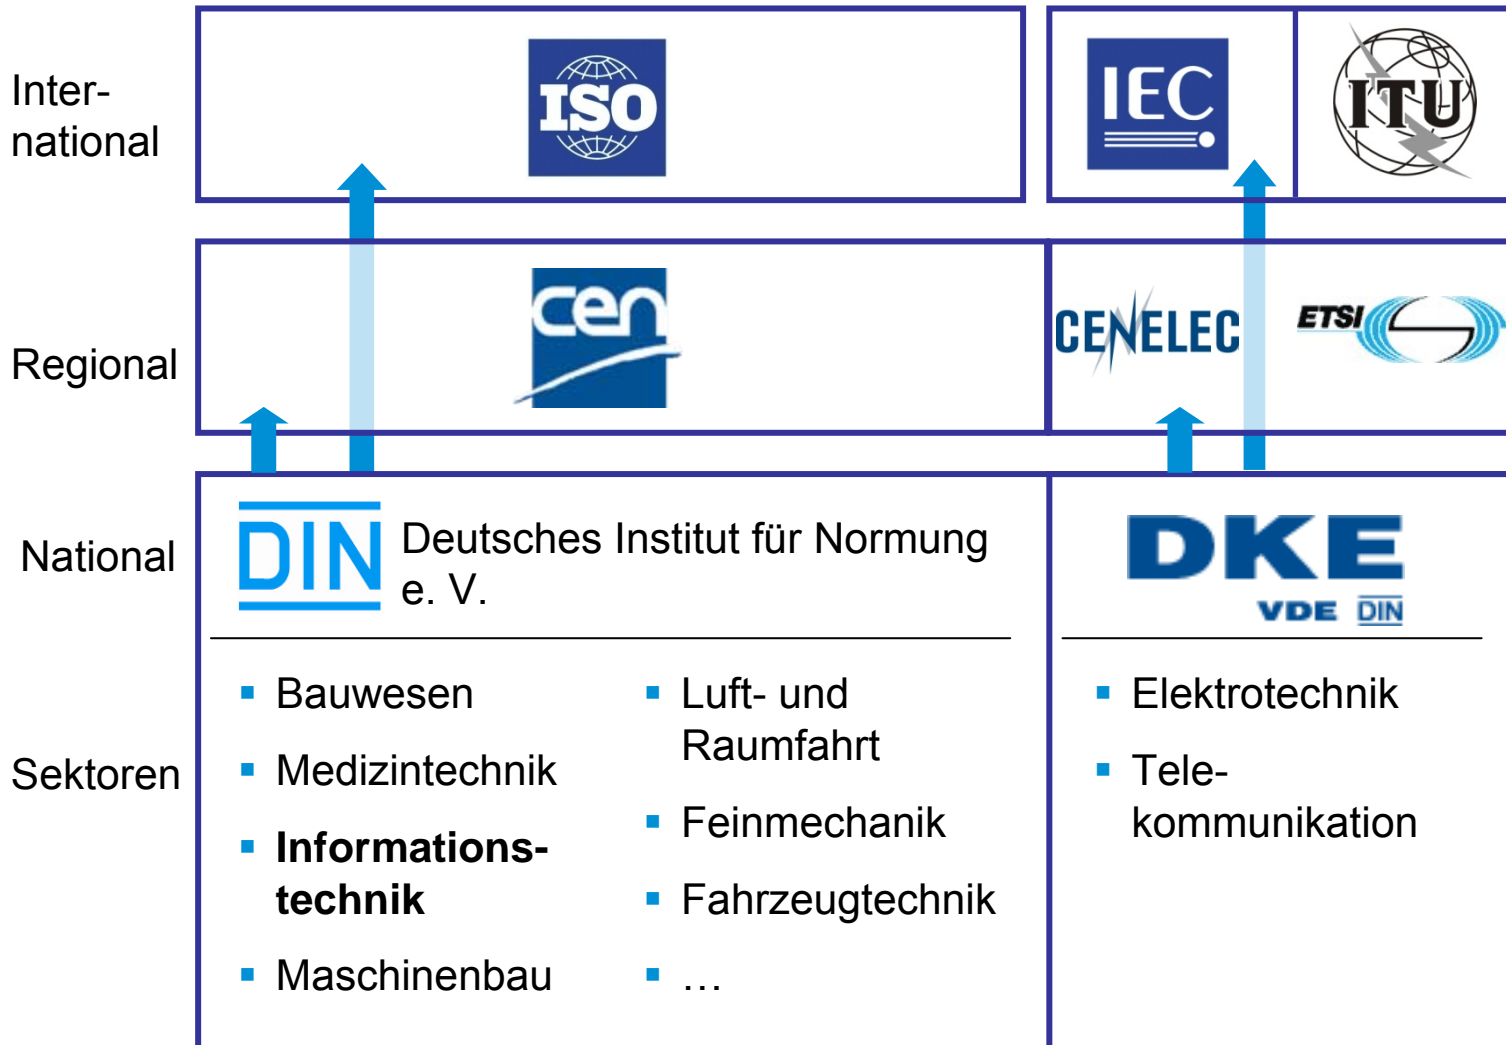 Inter-
national
ISO
IEC
ITU
Regional
cen
CENELEC
ETSI
National
DIN
Deutsches Institut für Normung
e. V.
DKE
VDE DIN
Sektoren
▪ Bauwesen
▪ Medizintechnik
▪ Informations-
technik
▪ Maschinenbau
▪ Luft- und
Raumfahrt
▪ Feinmechanik
▪ Fahrzeugtechnik
▪ …
▪ Elektrotechnik
▪ Tele-
kommunikation